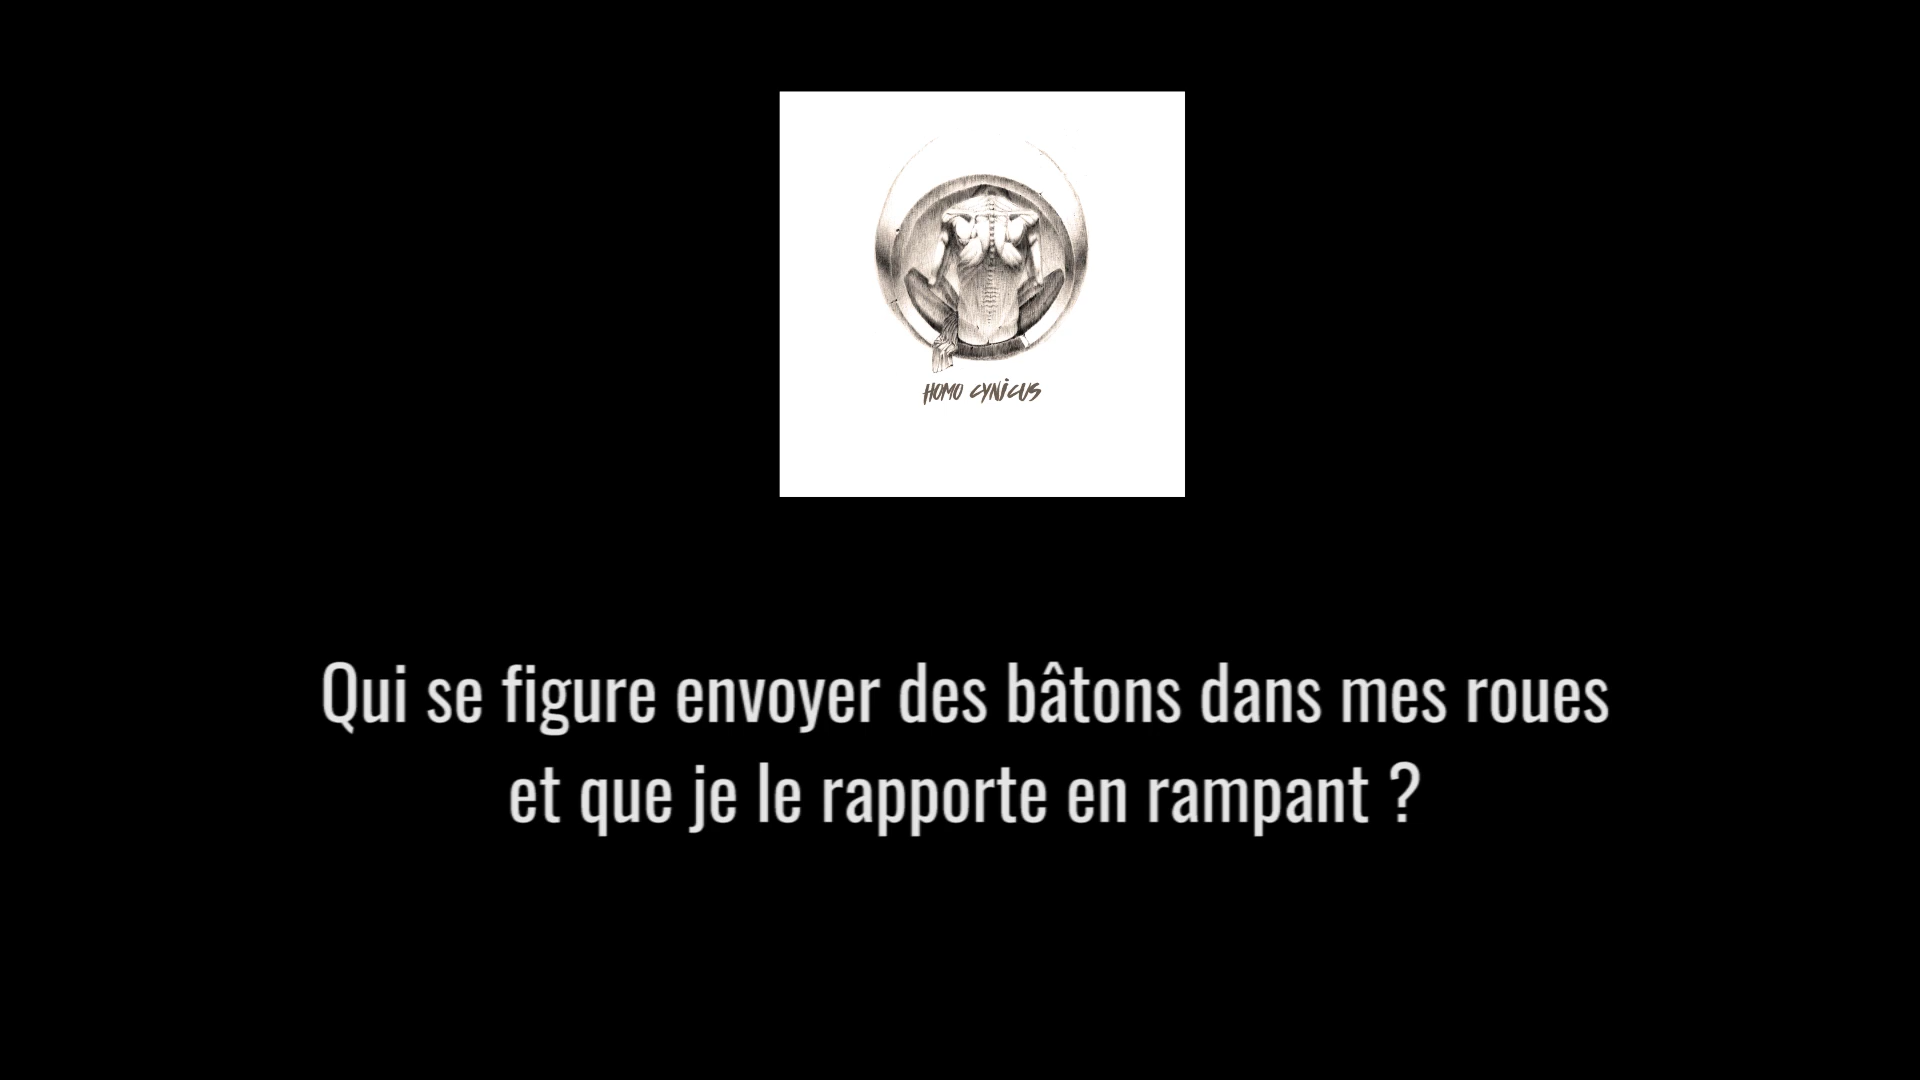 HOMO CYNiCUS
Qui se figure envoyer des bâtons dans mes roues
et que je le rapporte en rampant ?